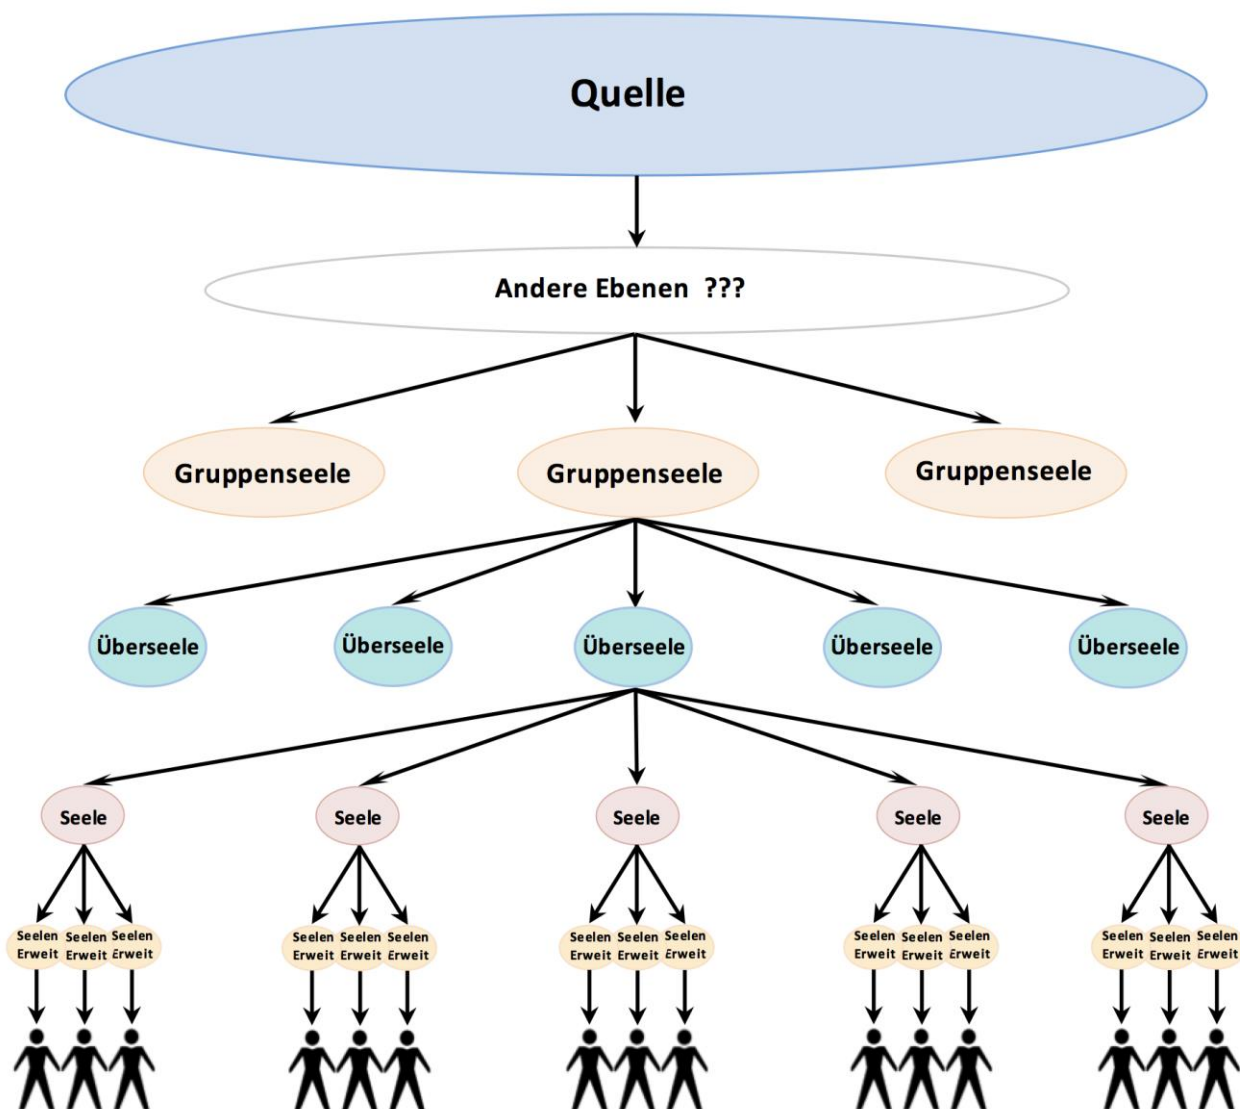 Quelle
Andere Ebenen ???
Gruppenseele Gruppenseele Gruppenseele
Überseele Überseele Überseele Überseele Überseele
Seele Seele Seele Seele Seele
Seelen Seelen Seelen Seelen Seelen Seelen Seelen Seelen Seelen Seelen Seelen Seelen Seelen Seelen Seelen
Erweit Erweit Erweit Erweit Erweit Erweit Erweit Erweit Erweit Erweit Erweit Erweit Erweit Erweit Erweit